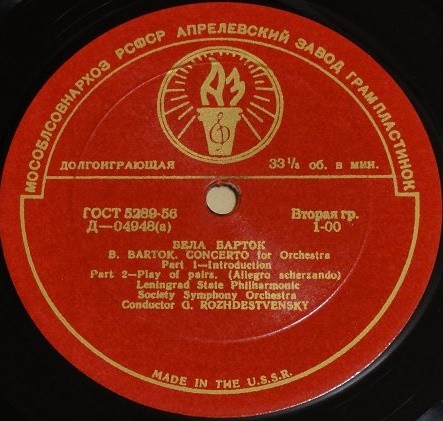 МОСОБЛСОВНАРХОЗ РСФСР АПРЕЛЕВСКИЙ ЗАВОД ГРАМПЛАСТИНОК
АЗ
ДОЛГОИГРАЮЩАЯ 33⅓ об. в мин.
ГОСТ 5289-56 Вторая гр.
Д—04948(а) 1-00
БЕЛА БАРТОК
B. BARTOK. CONCERTO for Orchestra
Part 1—Introduction
Part 2—Play of pairs. (Allegro scherzando)
Leningrad State Philharmonic
Society Symphony Orchestra
Conductor G. ROZHDESTVENSKY
MADE IN THE U.S.S.R.